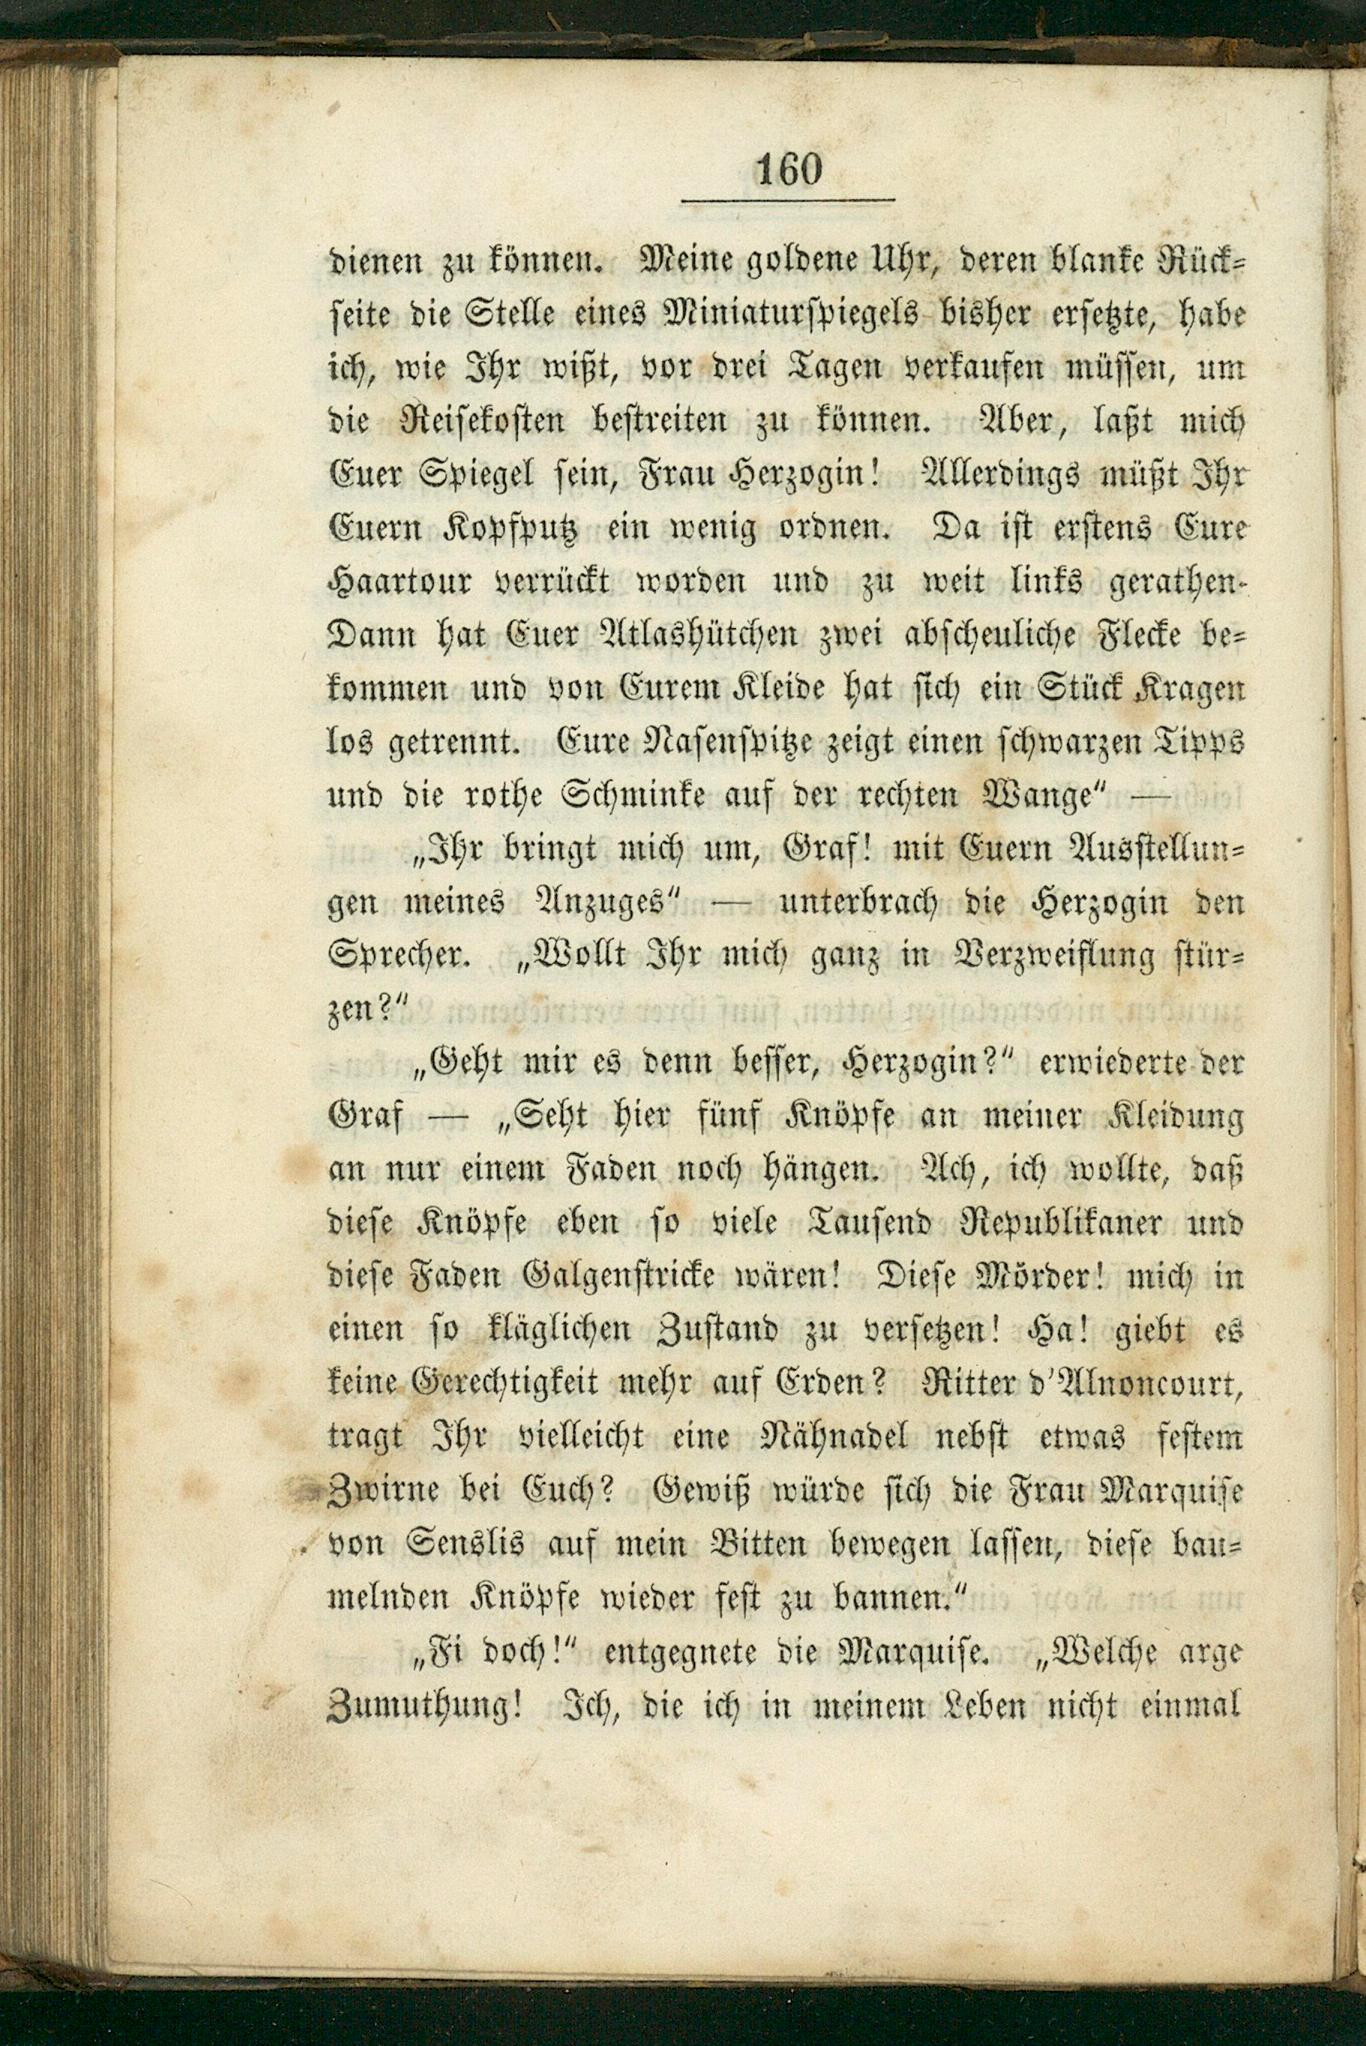 160
dienen zu können. Meine goldene Uhr, deren blanke Rück-
seite die Stelle eines Miniaturspiegels bisher ersetzte, habe
ich, wie Ihr wißt, vor drei Tagen verkaufen müssen, um
die Reisekosten bestreiten zu können. Aber, laßt mich
Euer Spiegel sein, Frau Herzogin! Allerdings müßt Ihr
Euern Kopfputz ein wenig ordnen. Da ist erstens Eure
Haartour verrückt worden und zu weit links gerathen.
Dann hat Euer Atlashütchen zwei abscheuliche Flecke be-
kommen und von Eurem Kleide hat sich ein Stück Kragen
los getrennt. Eure Nasenspitze zeigt einen schwarzen Tipps
und die rothe Schminke auf der rechten Wange“ —
„Ihr bringt mich um, Graf! mit Euern Ausstellun-
gen meines Anzuges“ — unterbrach die Herzogin den
Sprecher. „Wollt Ihr mich ganz in Verzweiflung stür-
zen?“
„Geht mir es denn besser, Herzogin?“ erwiederte der
Graf — „Seht hier fünf Knöpfe an meiner Kleidung
an nur einem Faden noch hängen. Ach, ich wollte, daß
diese Knöpfe eben so viele Tausend Republikaner und
diese Faden Galgenstricke wären! Diese Mörder! mich in
einen so kläglichen Zustand zu versetzen! Ha! giebt es
keine Gerechtigkeit mehr auf Erden? Ritter d'Alnoncourt,
tragt Ihr vielleicht eine Nähnadel nebst etwas festem
Zwirne bei Euch? Gewiß würde sich die Frau Marquise
von Senslis auf mein Bitten bewegen lassen, diese bau-
melnden Knöpfe wieder fest zu bannen.“
„Fi doch!“ entgegnete die Marquise. „Welche arge
Zumuthung! Ich, die ich in meinem Leben nicht einmal